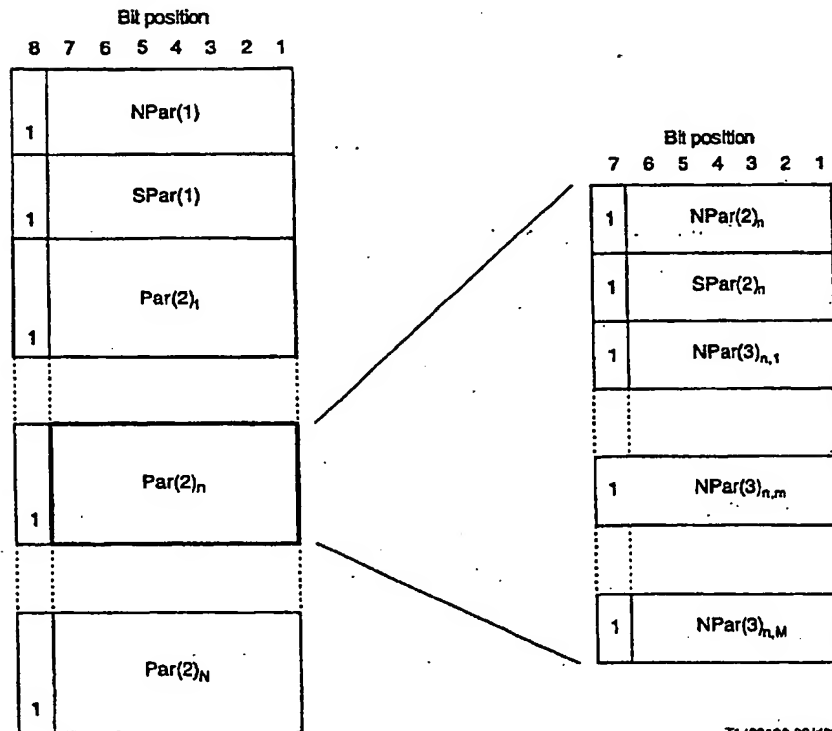 Bit position
8 7 6 5 4 3 2 1
1 NPar(1)
1 SPar(1)
1 Par(2)₁
1 Par(2)ₙ
1 Par(2)_N
Bit position
7 6 5 4 3 2 1
1 NPar(2)ₙ
1 SPar(2)ₙ
1 NPar(3)ₙ,₁
1 NPar(3)ₙ,ₘ
1 NPar(3)ₙ,_M